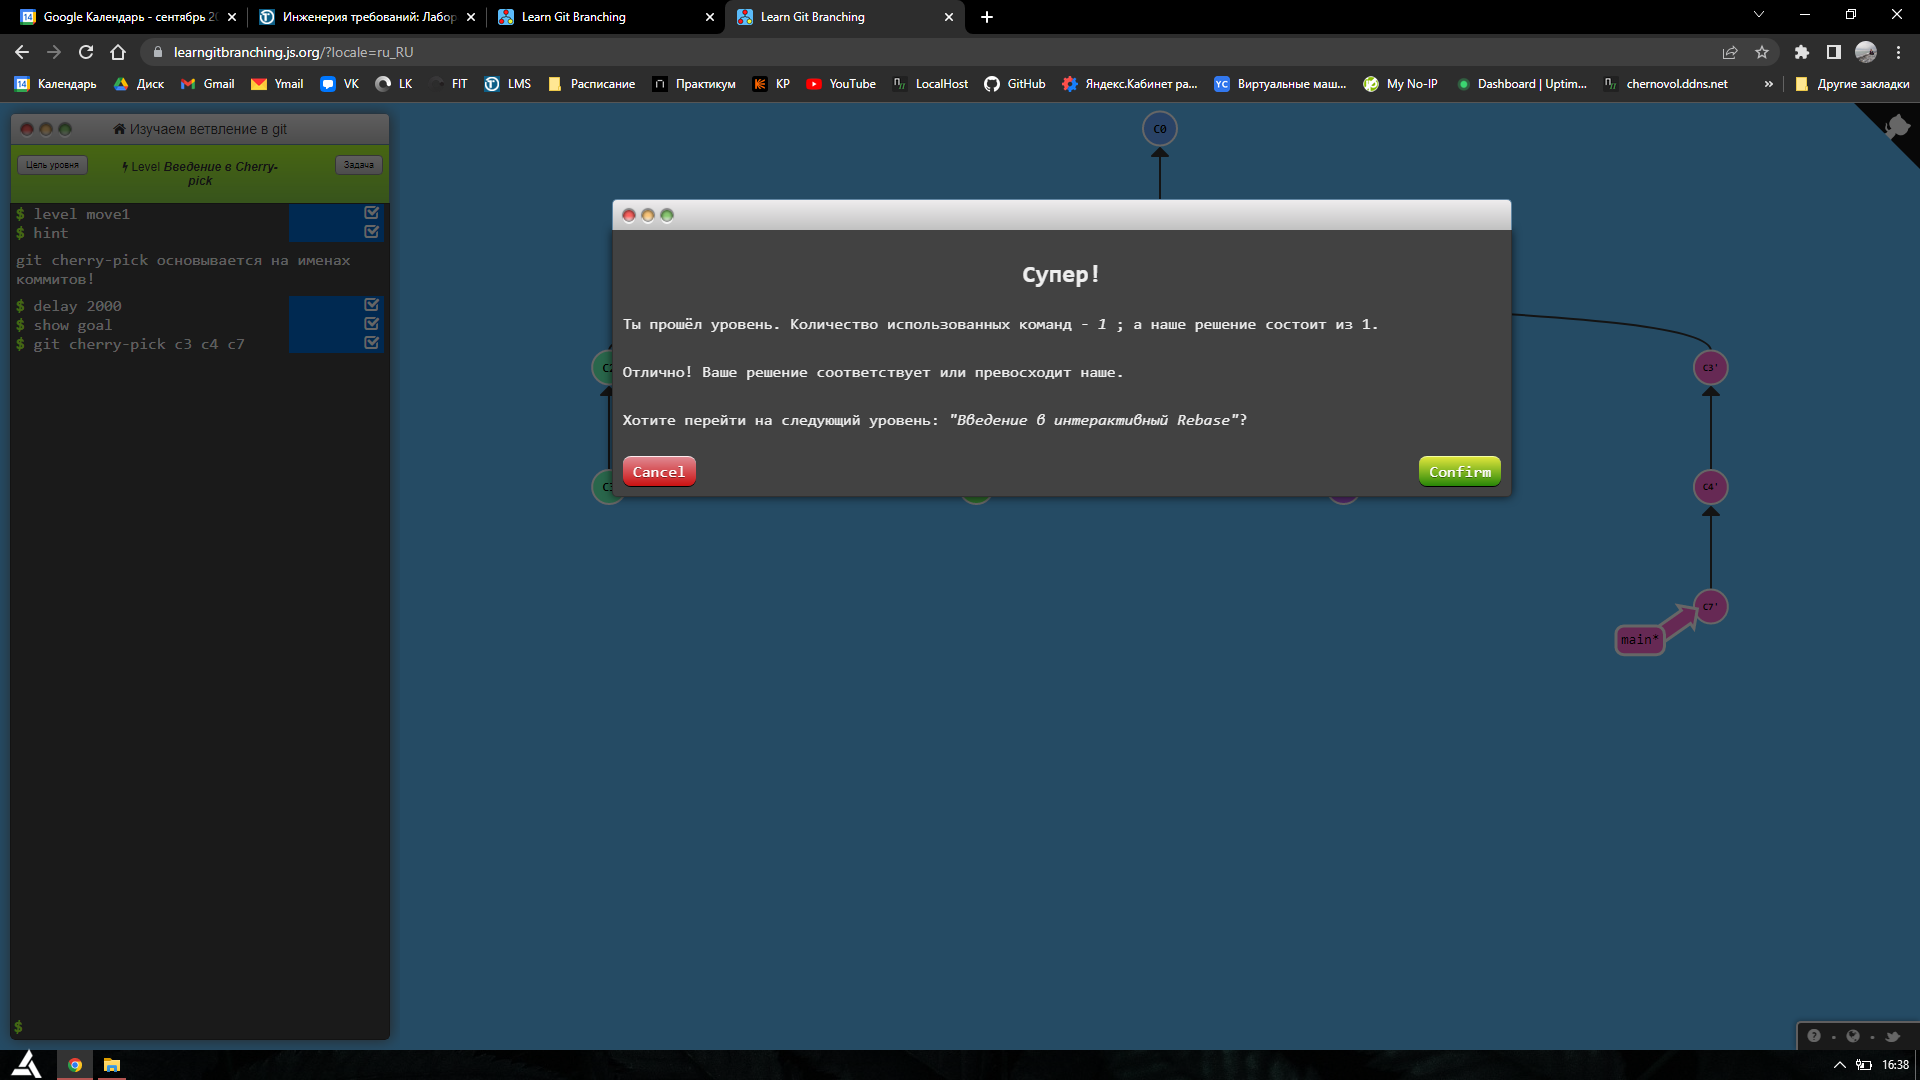 Google Календарь - сентябрь 20
Инженерия требований: Лабор
Learn Git Branching
Learn Git Branching
learngitbranching.js.org/?locale=ru_RU
Календарь Диск Gmail Ymail VK LK FIT LMS Расписание Практикум KP YouTube LocalHost GitHub Яндекс.Кабинет ра... YC Виртуальные маш... My No-IP Dashboard | Uptim... chernovol.ddns.net » Другие закладки
Изучаем ветвление в git
Цель уровня
Level Введение в Cherry-
pick
Задача
$ level move1
$ hint
git cherry-pick основывается на именах
коммитов!
$ delay 2000
$ show goal
$ git cherry-pick c3 c4 c7
$
C0
Супер!
Ты прошёл уровень. Количество использованных команд - 1 ; а наше решение состоит из 1.
Отлично! Ваше решение соответствует или превосходит наше.
Хотите перейти на следующий уровень: "Введение в интерактивный Rebase"?
Cancel
Confirm
C3'
C4'
C7'
main*
16:38